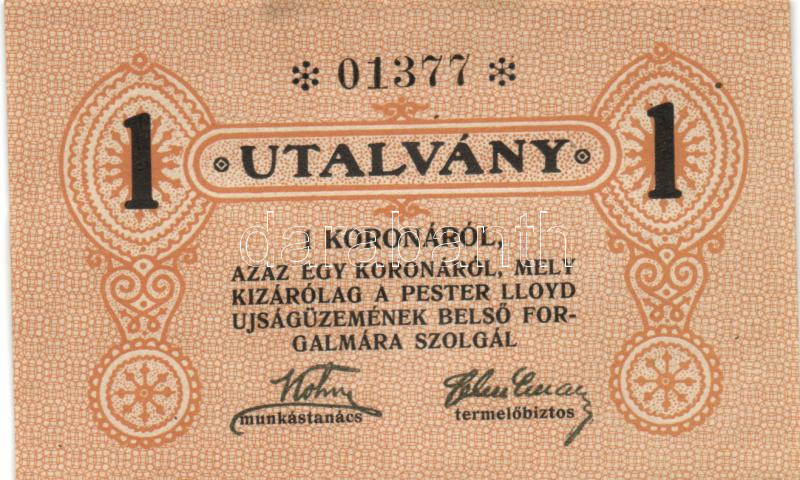 * 01377 *
1 UTALVÁNY 1
1 KORONÁRÓL,
AZAZ EGY KORONÁRÓL, MELY
KIZÁRÓLAG A PESTER LLOYD
UJSÁGÜZEMÉNEK BELSŐ FOR-
GALMÁRA SZOLGÁL
munkástanács termelőbiztos
darabanth